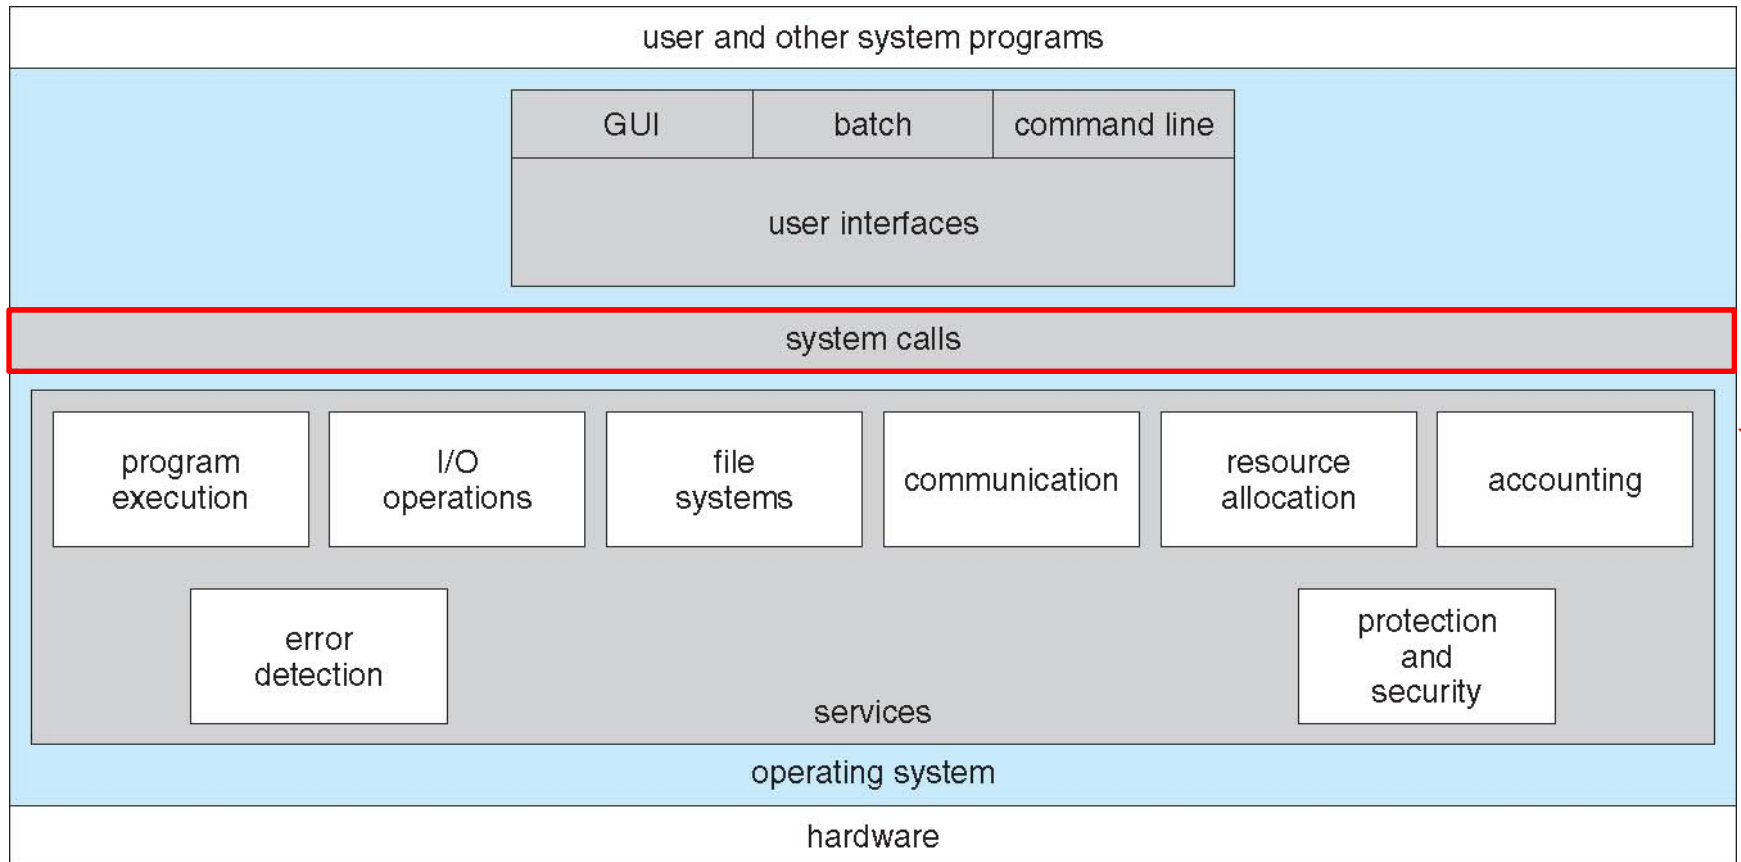 user and other system programs
GUI
batch
command line
user interfaces
system calls
program
execution
I/O
operations
file
systems
communication
resource
allocation
accounting
error
detection
protection
and
security
services
operating system
hardware